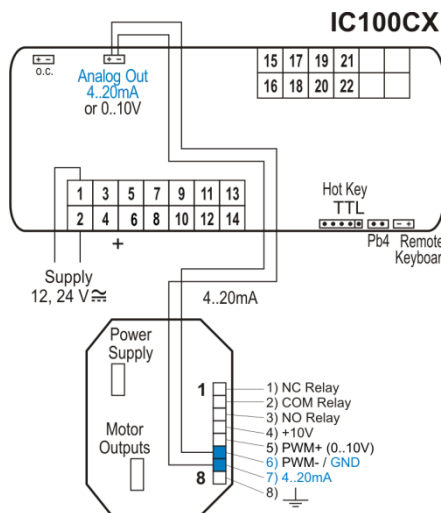 IC100CX
+ -
+ -
o.c.
Analog Out
4..20mA
or 0..10V
15 17 19 21
16 18 20 22
1 3 5 7 9 11 13
2 4 6 8 10 12 14
+
Hot Key
TTL
- +
Pb4
Remote
Keyboar
Supply
12, 24 V
4..20mA
Power
Supply
Motor
Outputs
1
8
1) NC Relay
2) COM Relay
3) NO Relay
4) +10V
5) PWM+ (0..10V)
6) PWM- / GND
7) 4..20mA
8)